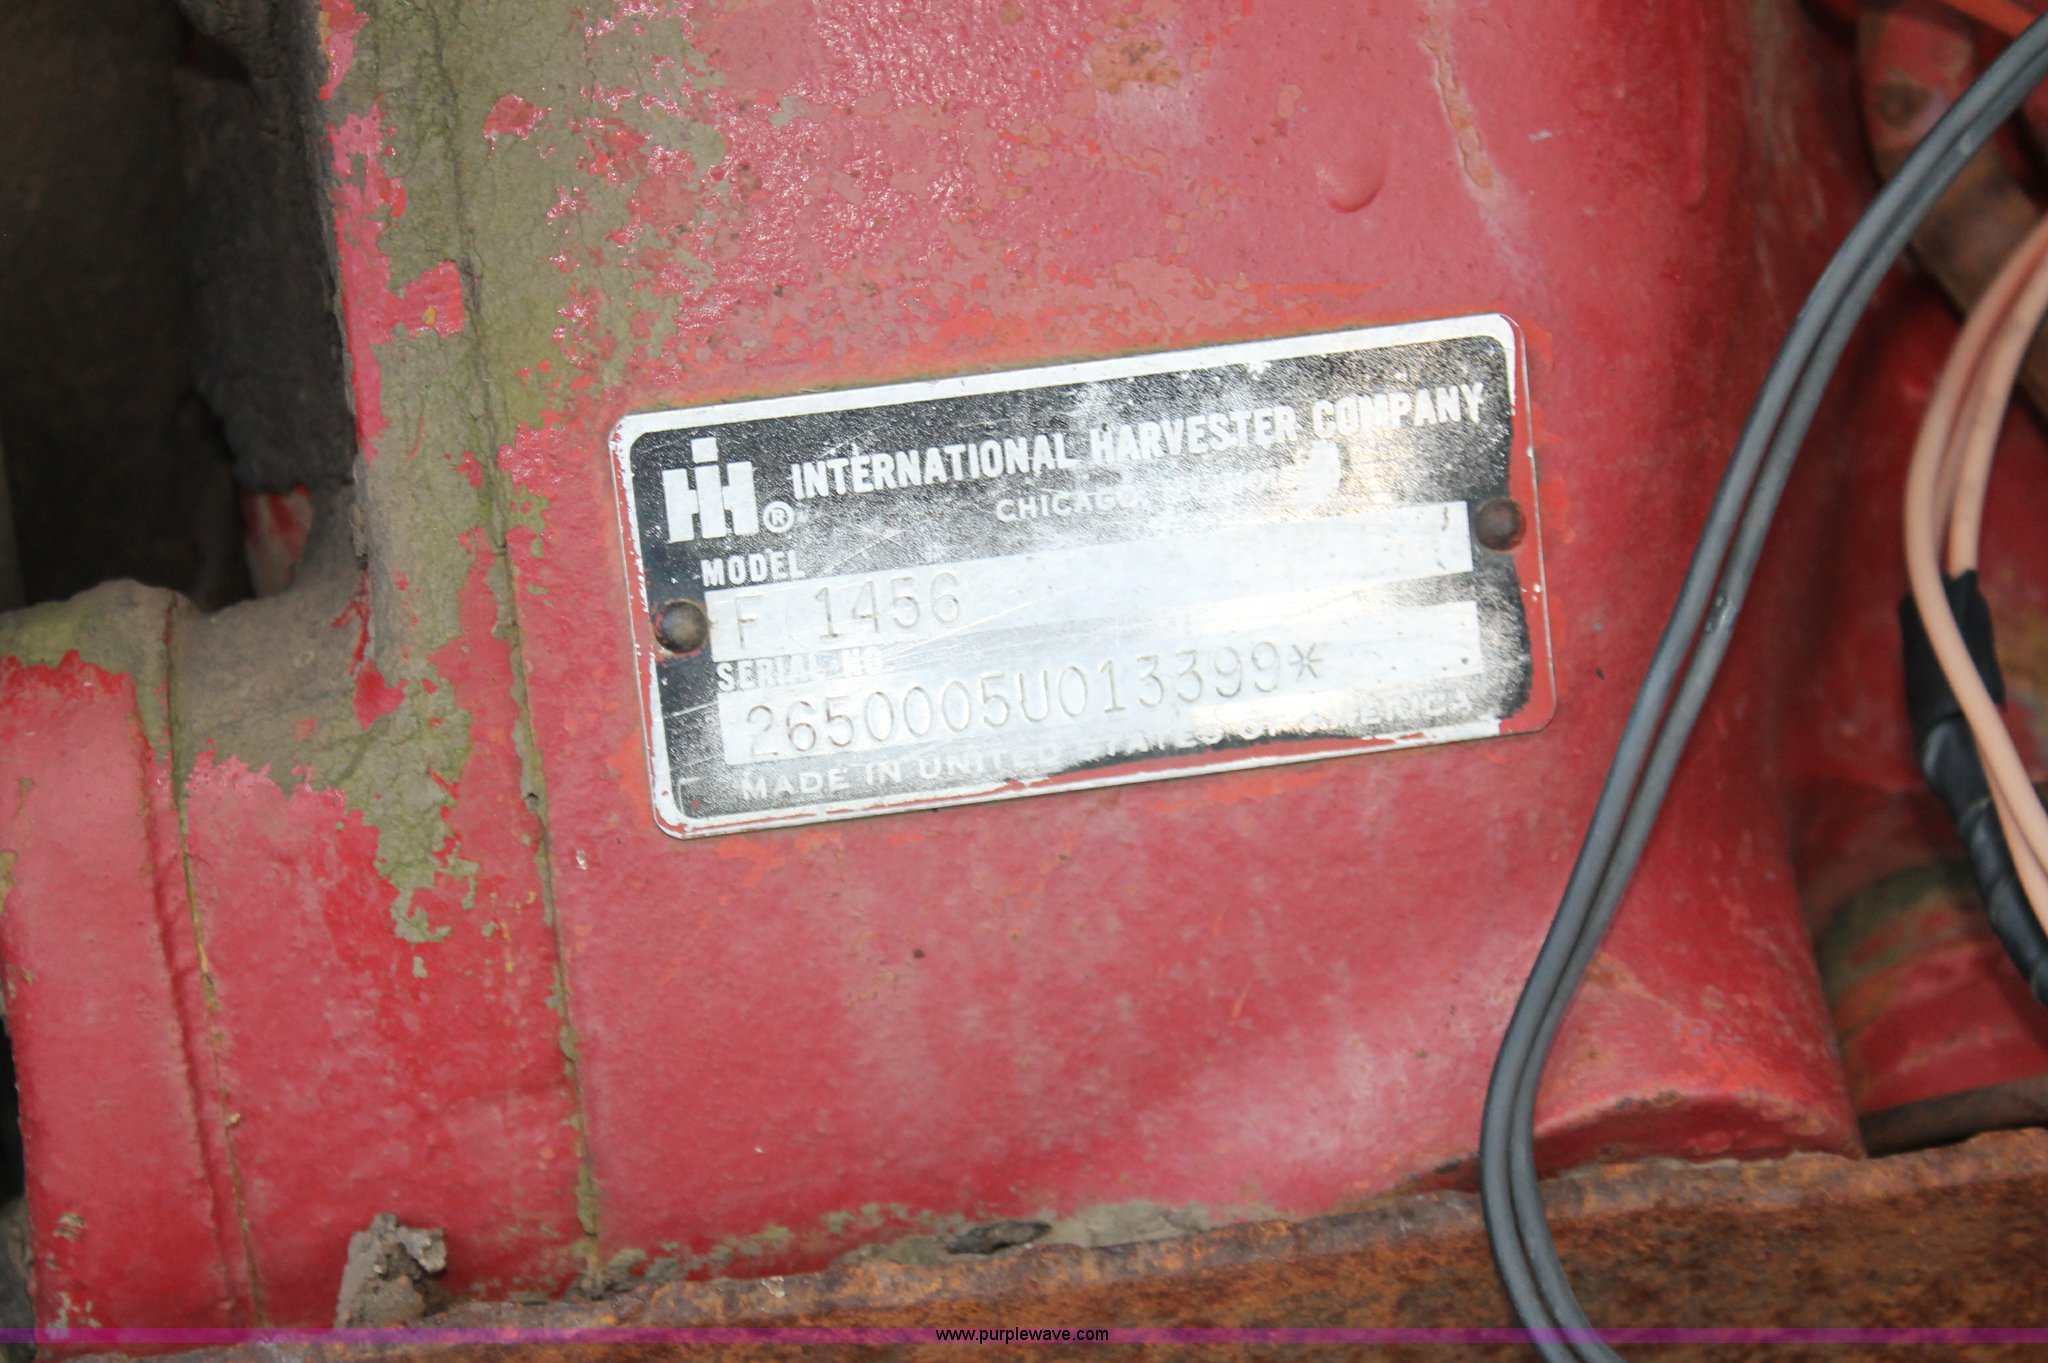 IH® INTERNATIONAL HARVESTER COMPANY
CHICAGO
MODEL
F 1456
SERIAL NO.
2650005U013399*
MADE IN UNITED STATES OF AMERICA
www.purplewave.com